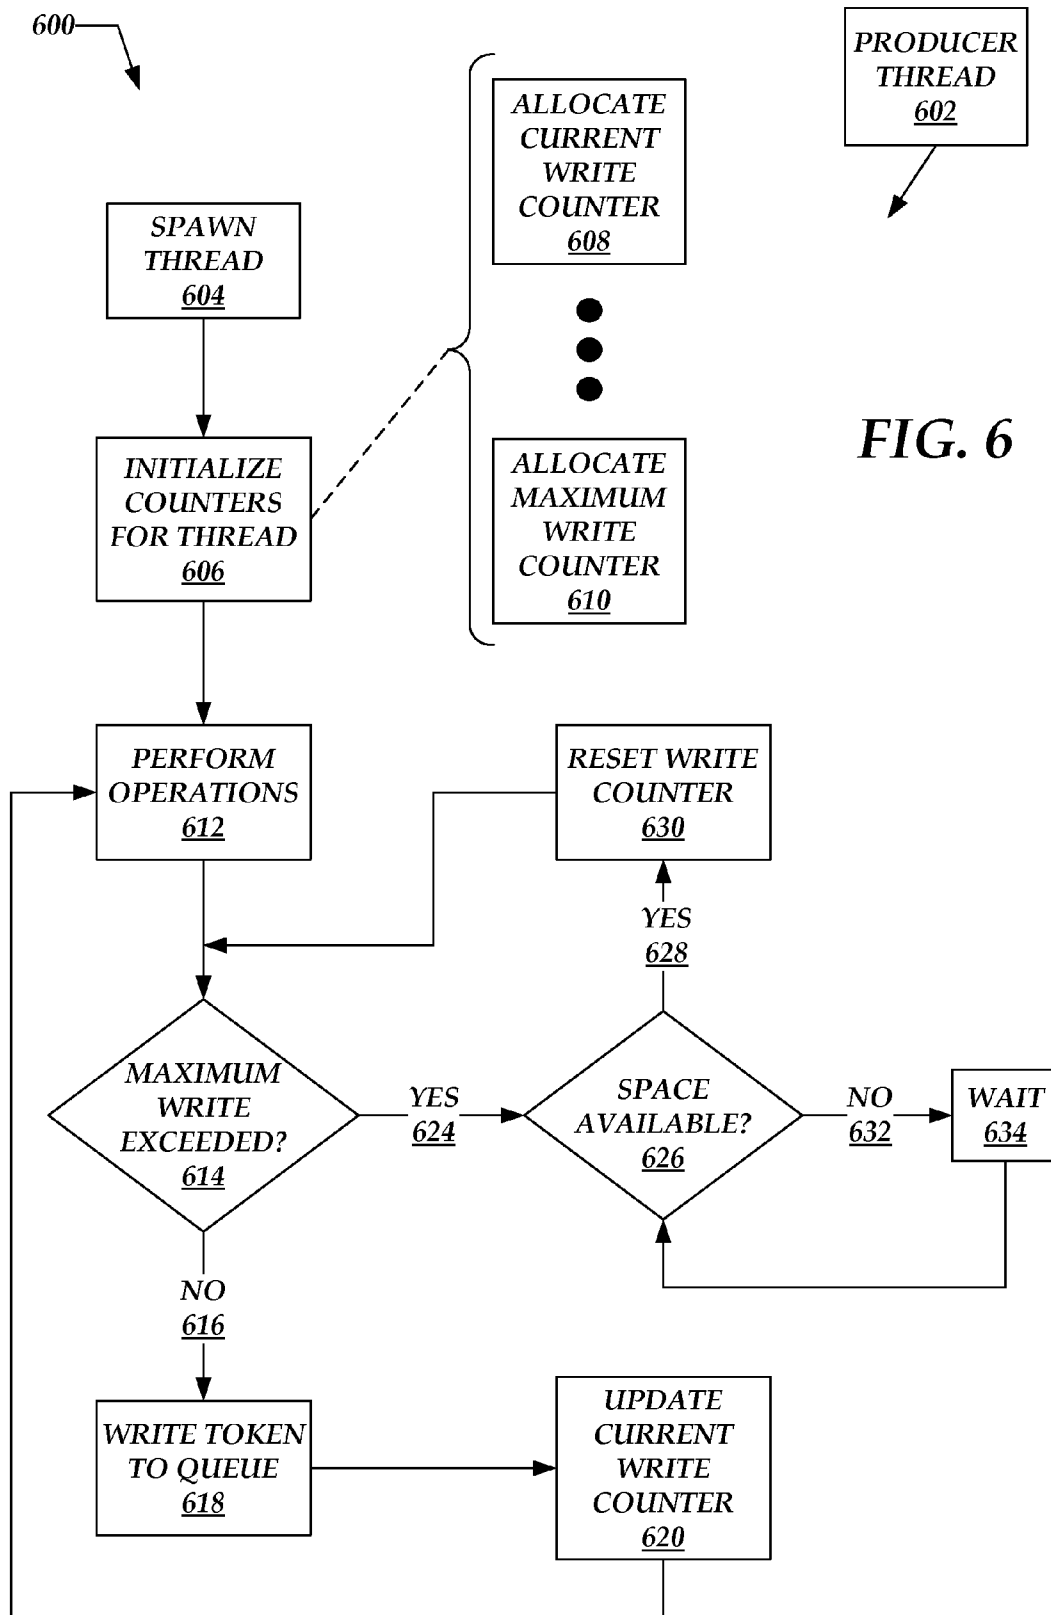 600
PRODUCER
THREAD
602
ALLOCATE
CURRENT
WRITE
COUNTER
608
SPAWN
THREAD
604
FIG. 6
INITIALIZE
COUNTERS
FOR THREAD
606
ALLOCATE
MAXIMUM
WRITE
COUNTER
610
PERFORM
OPERATIONS
612
RESET WRITE
COUNTER
630
YES
628
MAXIMUM
WRITE
EXCEEDED?
614
YES
624
SPACE
AVAILABLE?
626
NO
632
WAIT
634
NO
616
WRITE TOKEN
TO QUEUE
618
UPDATE
CURRENT
WRITE
COUNTER
620